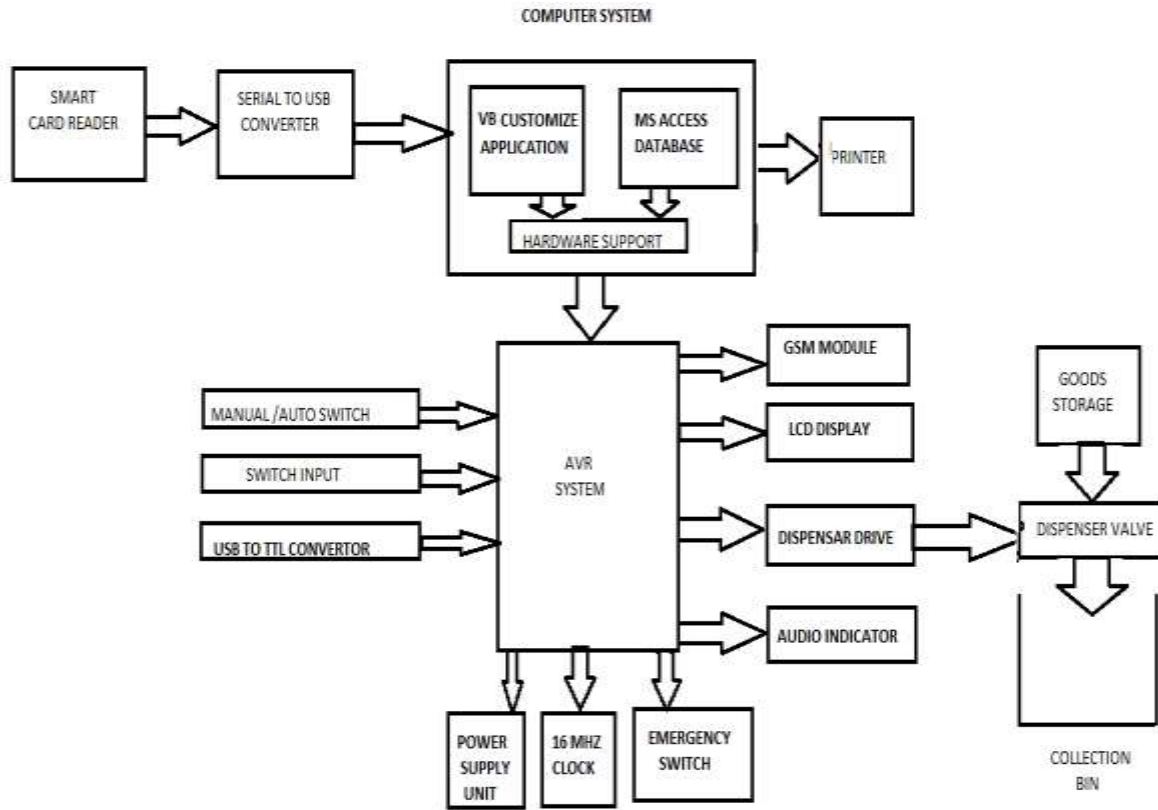 COMPUTER SYSTEM
SMART
CARD READER
SERIAL TO USB
CONVERTER
VB CUSTOMIZE
APPLICATION
MS ACCESS
DATABASE
HARDWARE SUPPORT
PRINTER
MANUAL /AUTO SWITCH
SWITCH INPUT
USB TO TTL CONVERTOR
AVR
SYSTEM
GSM MODULE
LCD DISPLAY
DISPENSAR DRIVE
AUDIO INDICATOR
GOODS
STORAGE
DISPENSER VALVE
COLLECTION
BIN
POWER
SUPPLY
UNIT
16 MHZ
CLOCK
EMERGENCY
SWITCH